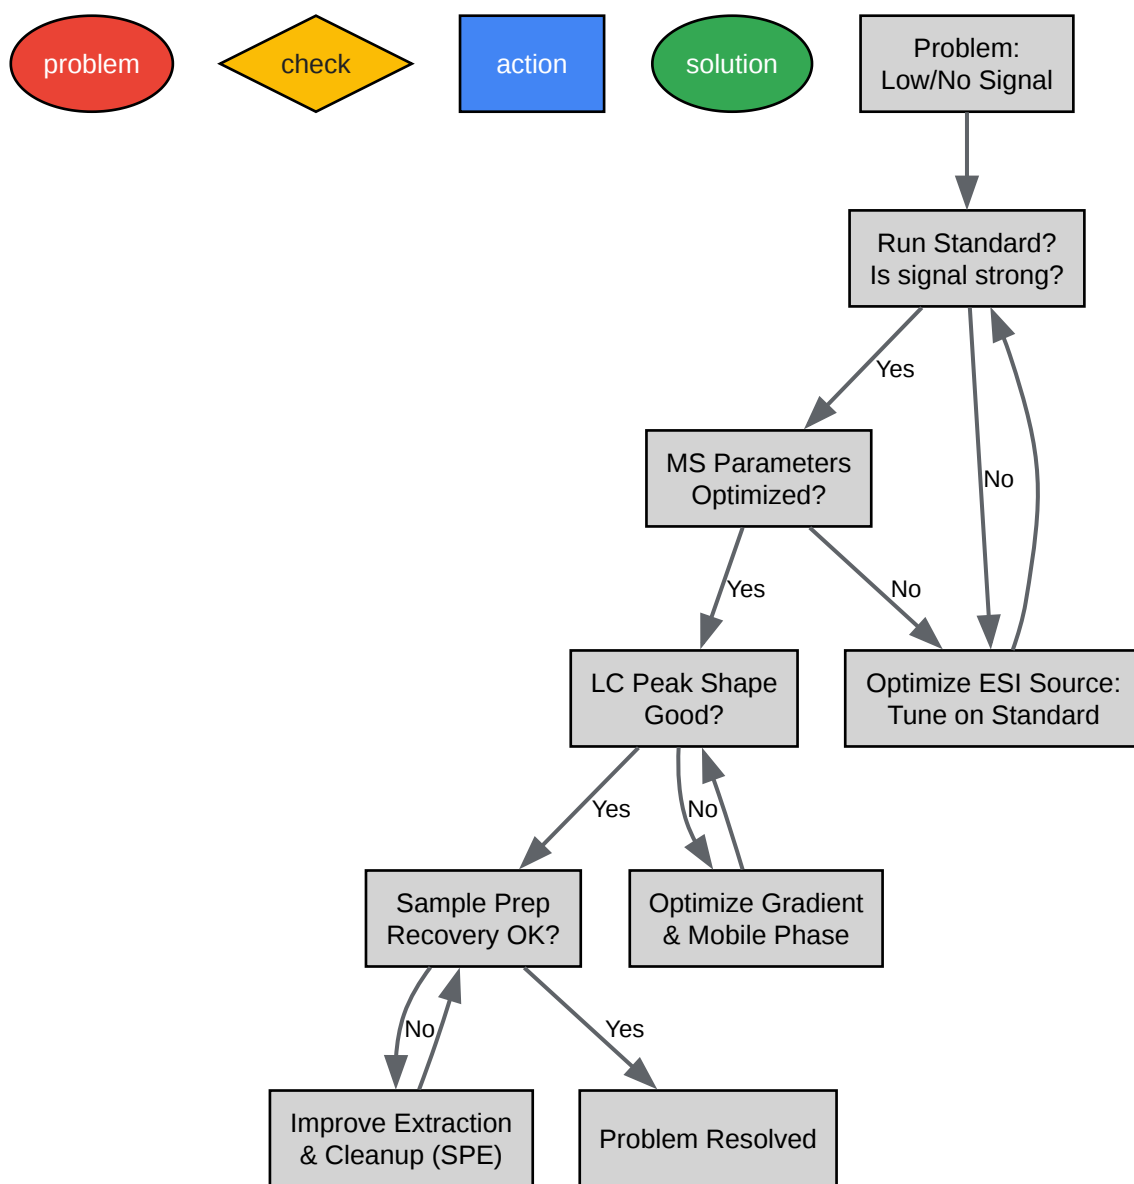 problem
check
action
solution
Problem:
Low/No Signal
Run Standard?
Is signal strong?
Yes
No
MS Parameters
Optimized?
Yes
No
LC Peak Shape
Good?
Optimize ESI Source:
Tune on Standard
Yes
No
Sample Prep
Recovery OK?
Optimize Gradient
& Mobile Phase
No
Yes
Improve Extraction
& Cleanup (SPE)
Problem Resolved